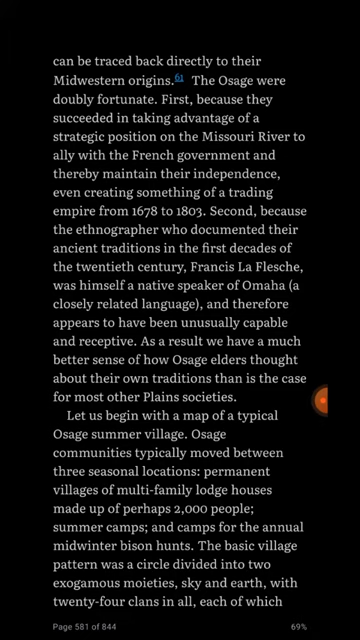 can be traced back directly to their
Midwestern origins.61 The Osage were
doubly fortunate. First, because they
succeeded in taking advantage of a
strategic position on the Missouri River to
ally with the French government and
thereby maintain their independence,
even creating something of a trading
empire from 1678 to 1803. Second, because
the ethnographer who documented their
ancient traditions in the first decades of
the twentieth century, Francis La Flesche,
was himself a native speaker of Omaha (a
closely related language), and therefore
appears to have been unusually capable
and receptive. As a result we have a much
better sense of how Osage elders thought
about their own traditions than is the case
for most other Plains societies.
Let us begin with a map of a typical
Osage summer village. Osage
communities typically moved between
three seasonal locations: permanent
villages of multi-family lodge houses
made up of perhaps 2,000 people;
summer camps; and camps for the annual
midwinter bison hunts. The basic village
pattern was a circle divided into two
exogamous moieties, sky and earth, with
twenty-four clans in all, each of which
Page 581 of 844 69%